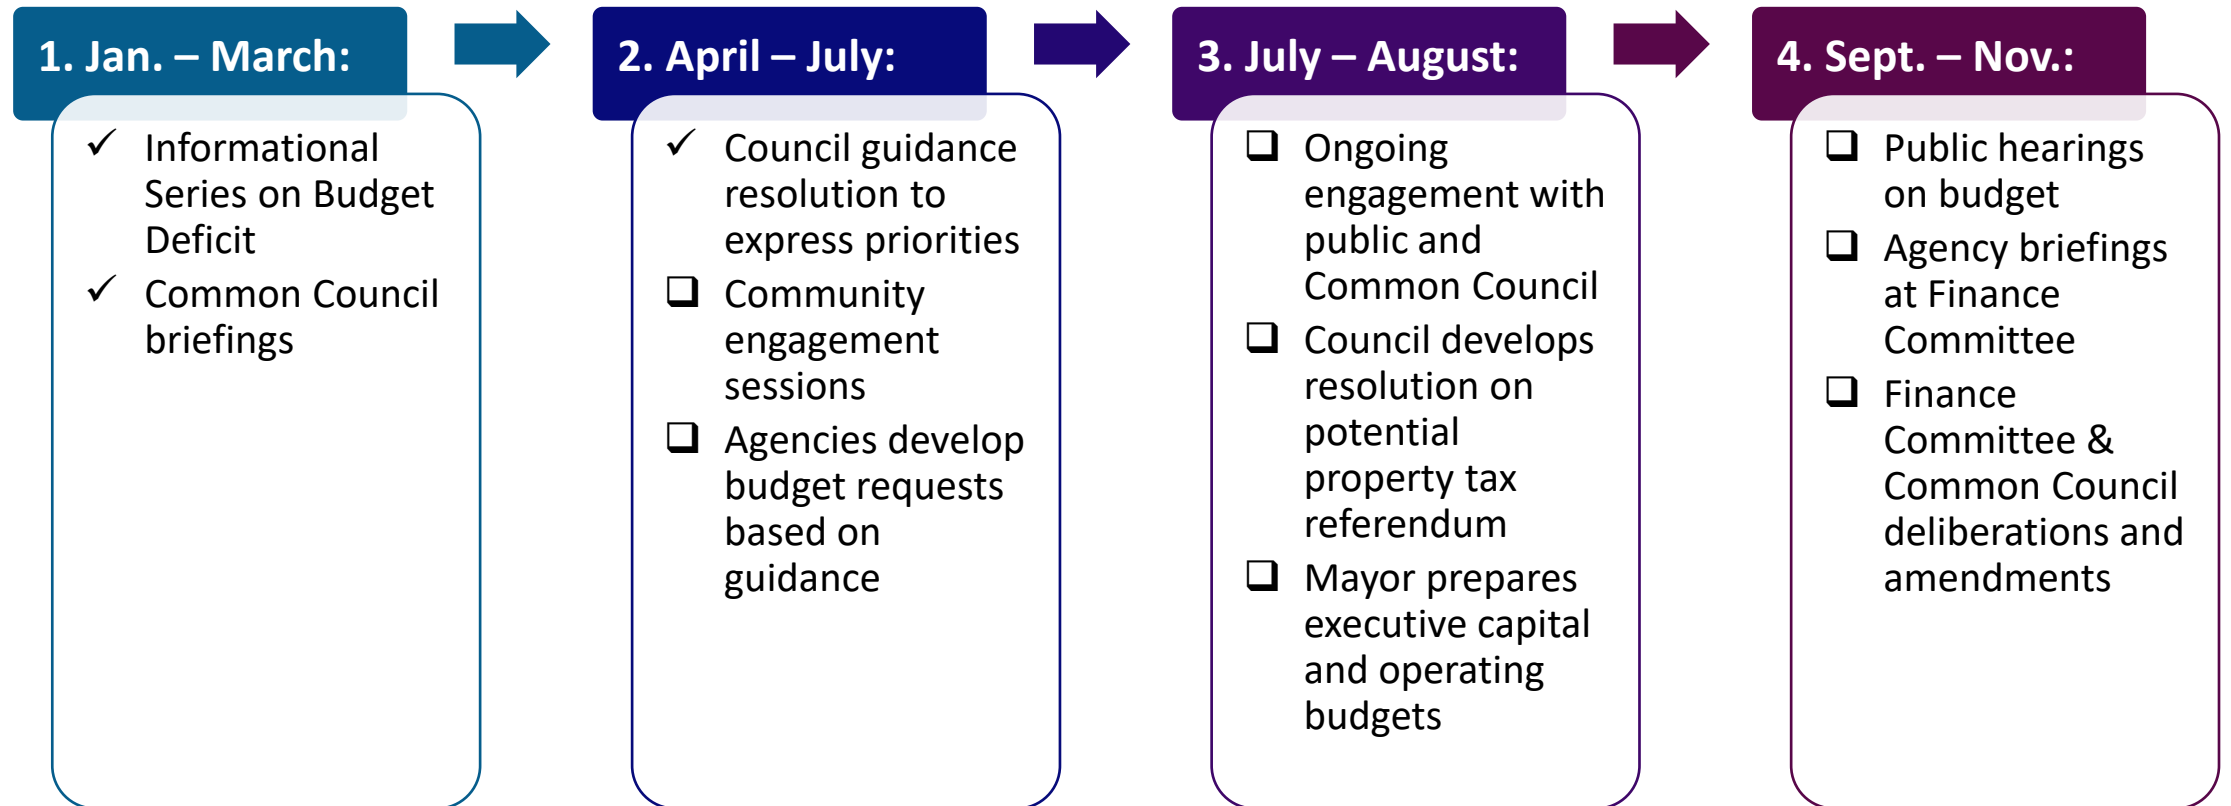 1. Jan. – March:
✓ Informational
Series on Budget
Deficit
✓ Common Council
briefings
2. April – July:
✓ Council guidance
resolution to
express priorities
❑ Community
engagement
sessions
❑ Agencies develop
budget requests
based on
guidance
3. July – August:
❑ Ongoing
engagement with
public and
Common Council
❑ Council develops
resolution on
potential
property tax
referendum
❑ Mayor prepares
executive capital
and operating
budgets
4. Sept. – Nov.:
❑ Public hearings
on budget
❑ Agency briefings
at Finance
Committee
❑ Finance
Committee &
Common Council
deliberations and
amendments